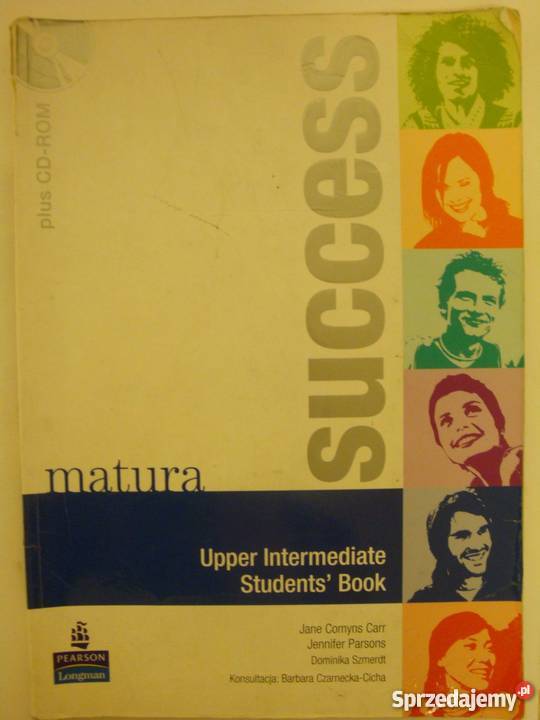 plus CD-ROM
success
matura
Upper Intermediate
Students' Book
Jane Comyns Carr
Jennifer Parsons
Dominika Szmerdt
Konsultacja: Barbara Czarnecka-Cicha
PEARSON
Longman
Sprzedajemy.pl